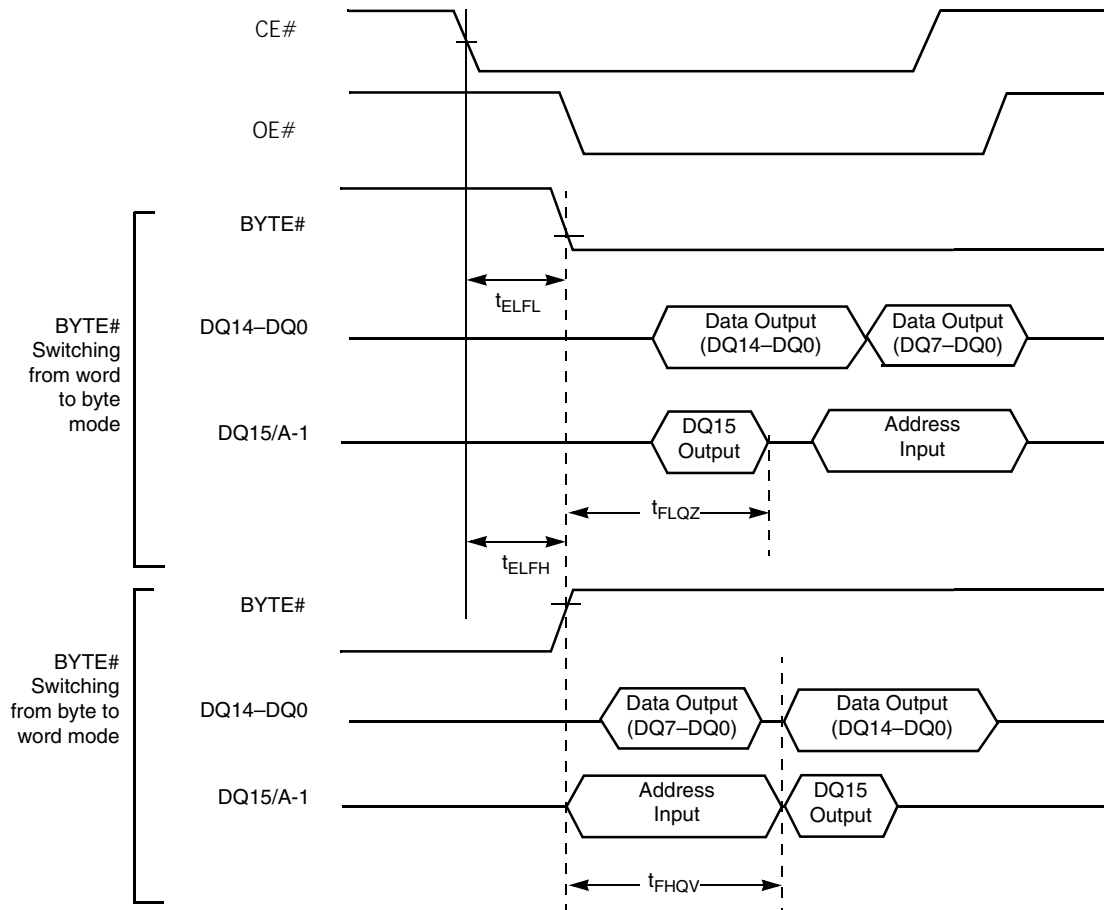 CE#
OE#
BYTE#
Switching
from word
to byte
mode
BYTE#
tELFL
DQ14–DQ0
Data Output
(DQ14–DQ0)
Data Output
(DQ7–DQ0)
DQ15/A-1
DQ15
Output
Address
Input
tFLQZ
tELFH
BYTE#
Switching
from byte to
word mode
BYTE#
DQ14–DQ0
Data Output
(DQ7–DQ0)
Data Output
(DQ14–DQ0)
DQ15/A-1
Address
Input
DQ15
Output
tFHQV